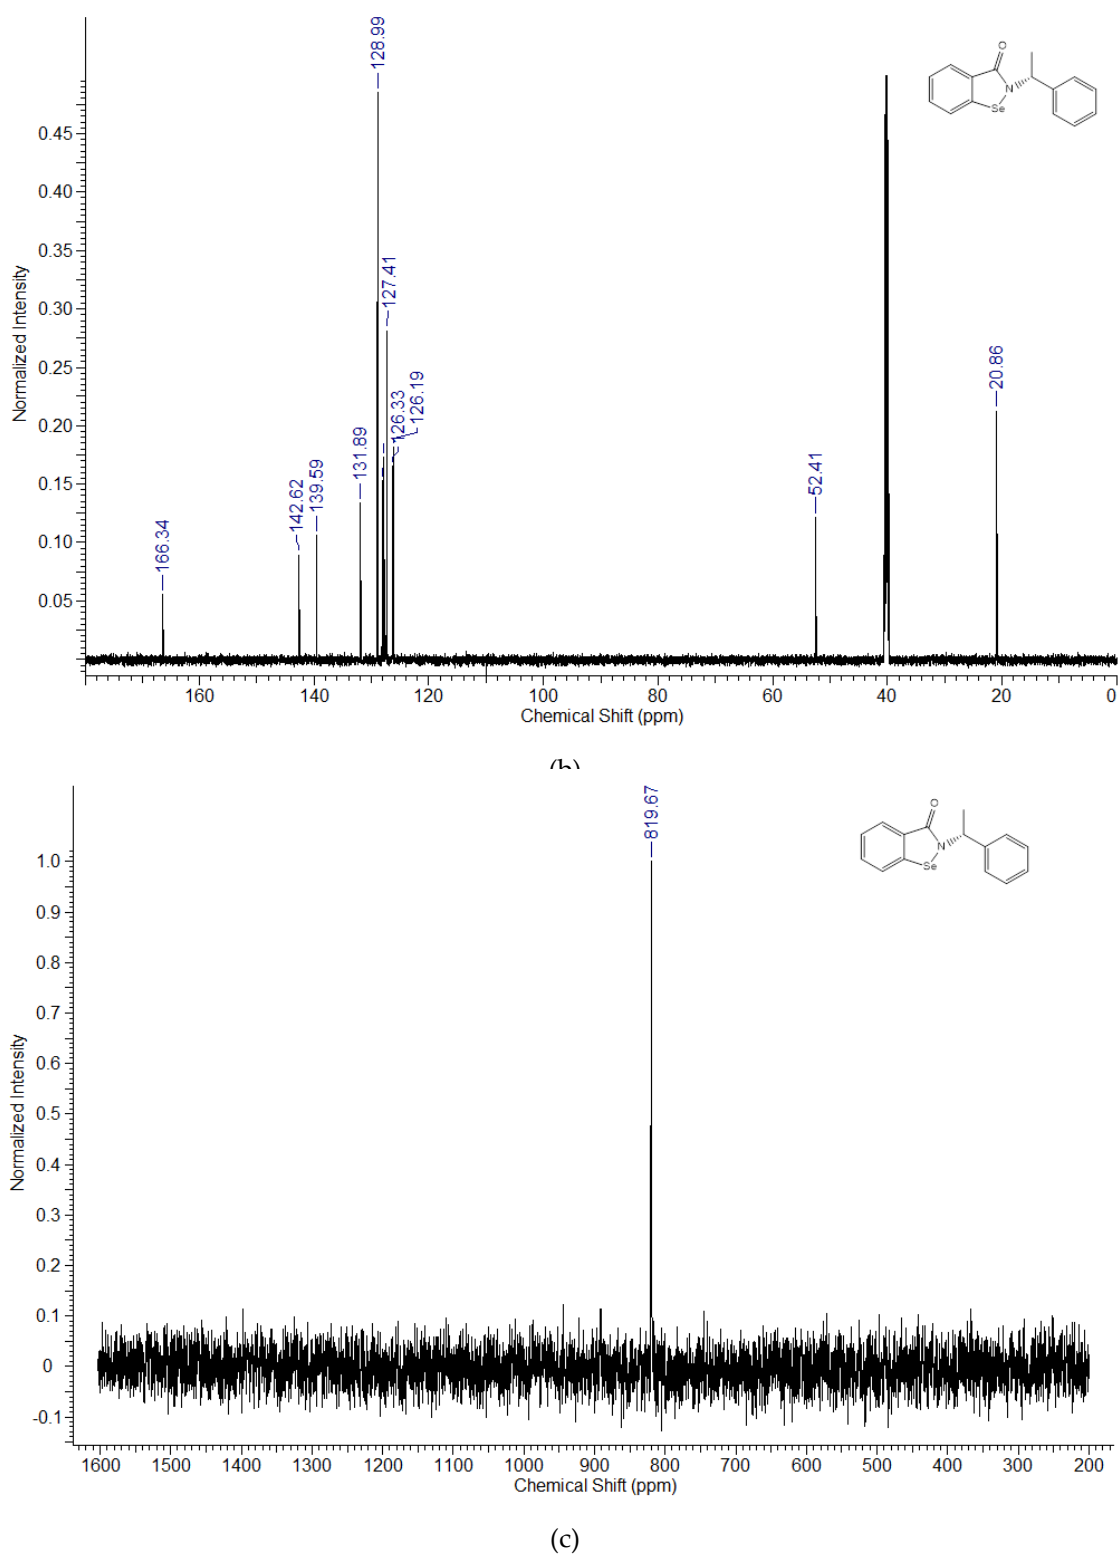 128.99
127.41
126.33
126.19
131.89
139.59
142.62
166.34
52.41
20.86
O
N
Se
0.45
0.40
0.35
0.30
0.25
0.20
0.15
0.10
0.05
Normalized Intensity
160 140 120 100 80 60 40 20 0
Chemical Shift (ppm)
(b)
819.67
O
N
Se
1.0
0.9
0.8
0.7
0.6
0.5
0.4
0.3
0.2
0.1
0
-0.1
Normalized Intensity
1600 1500 1400 1300 1200 1100 1000 900 800 700 600 500 400 300 200
Chemical Shift (ppm)
(c)